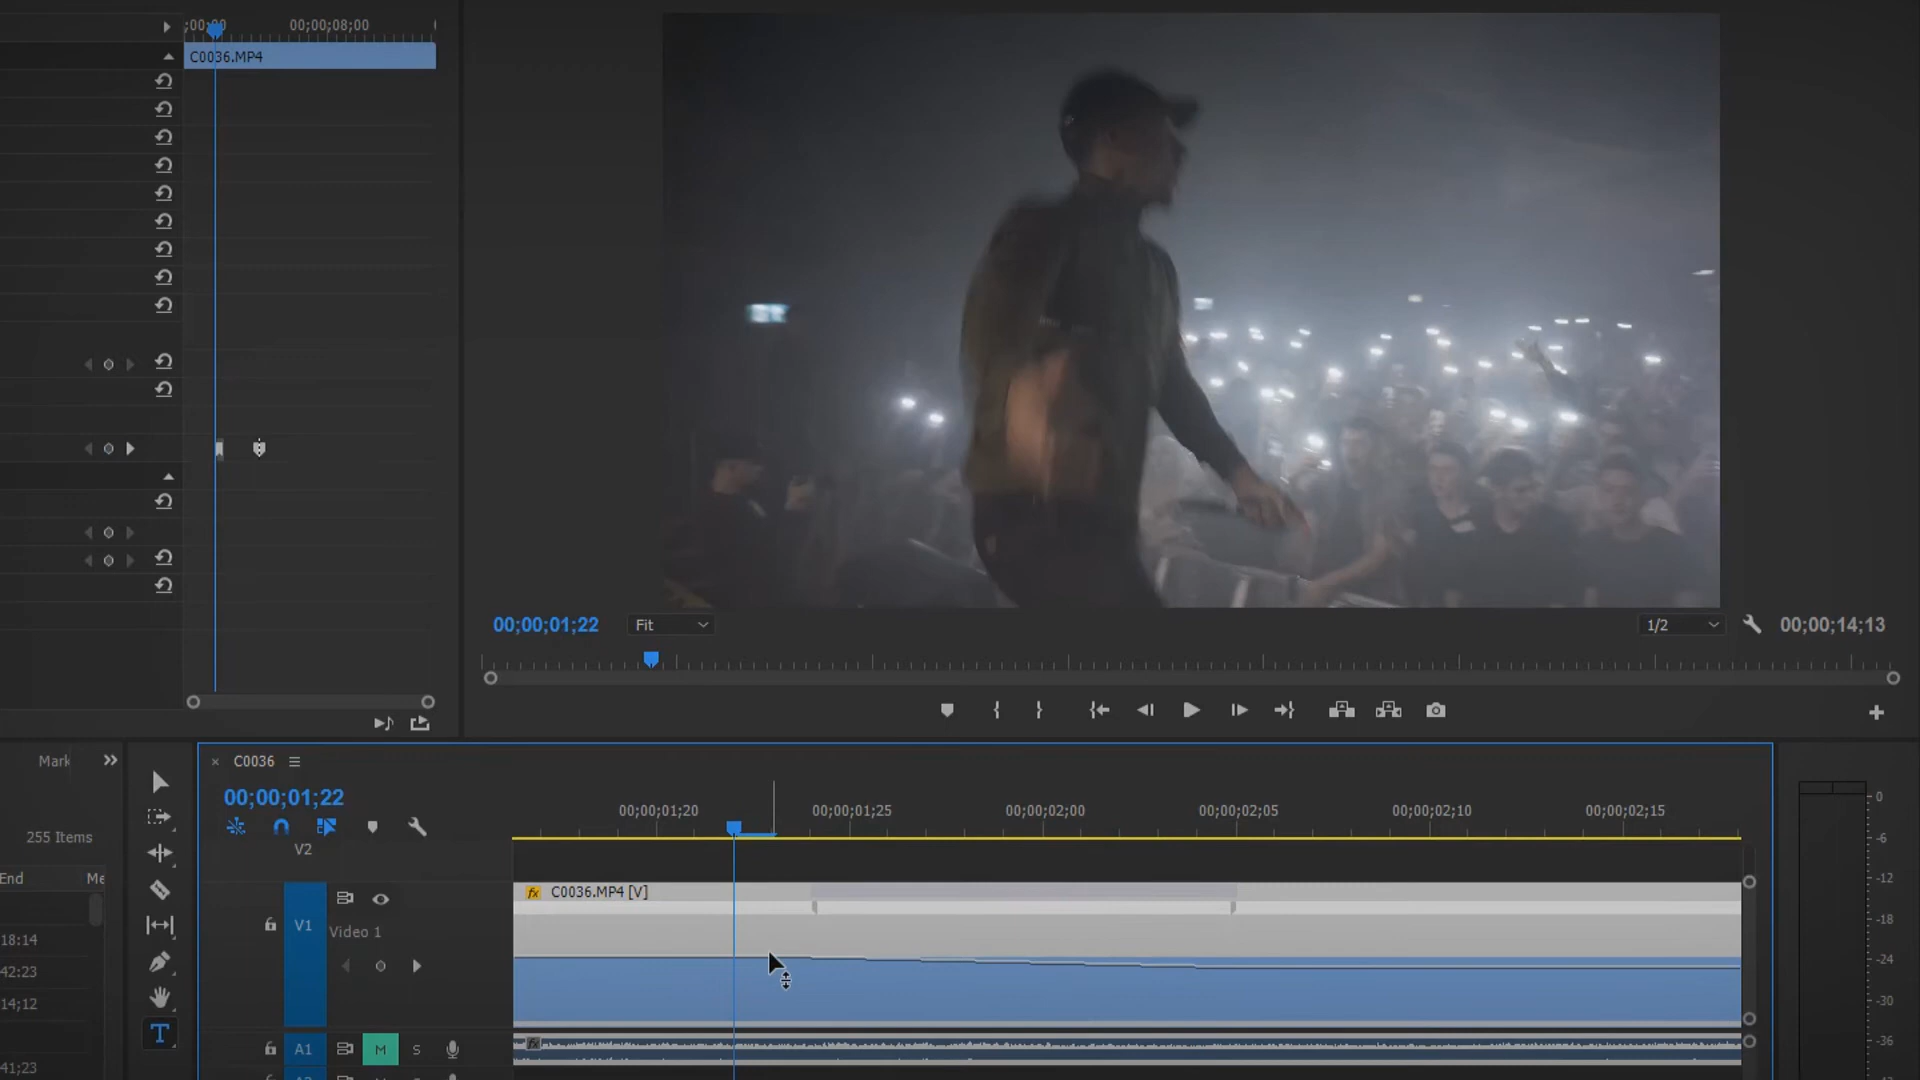 ;00;00
00;00;08;00
C0036.MP4
00;00;01;22
Fit
1/2
00;00;14;13
Mark
C0036
00;00;01;22
255 Items
End
Me
18:14
42:23
14;12
41;23
00;00;01;20
00;00;01;25
00;00;02;00
00;00;02;05
00;00;02;10
00;00;02;15
V2
fx C0036.MP4 [V]
V1
Video 1
A1
M
S
fx
0
-6
-12
-18
-24
-30
-36